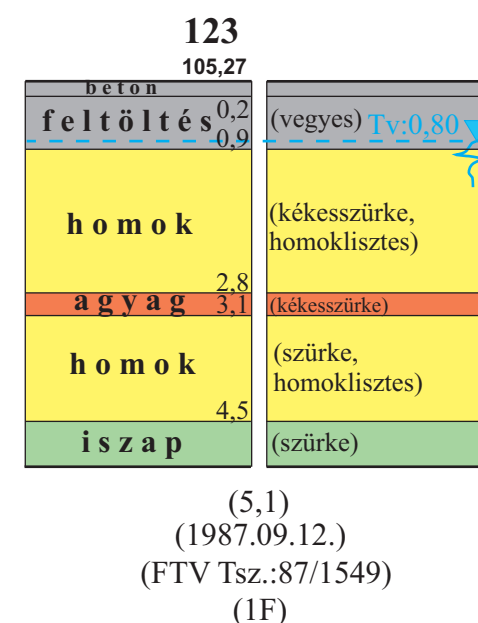 123
105,27
beton
0,2
feltöltés
(vegyes) Tv:0,80
0,9
homok
(kékesszürke,
homoklisztes)
2,8
agyag
3,1
(kékesszürke)
homok
(szürke,
homoklisztes)
4,5
iszap
(szürke)
(5,1)
(1987.09.12.)
(FTV Tsz.:87/1549)
(1F)